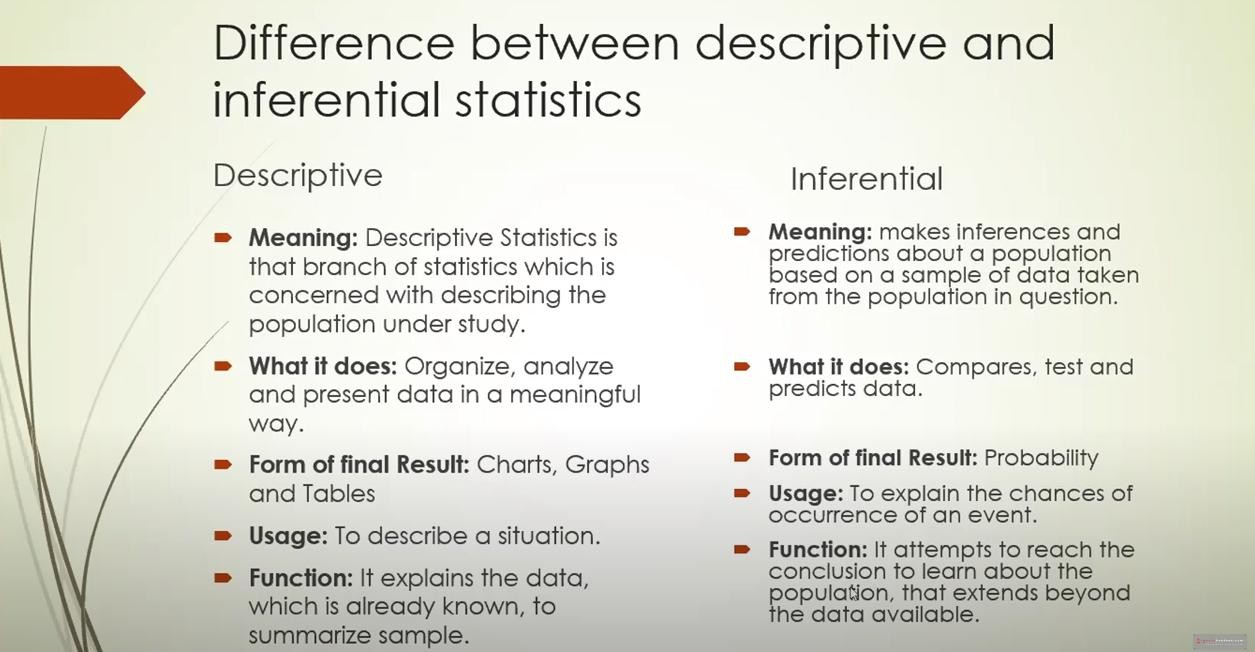 Difference between descriptive and
inferential statistics
Descriptive
Meaning: Descriptive Statistics is
that branch of statistics which is
concerned with describing the
population under study.
What it does: Organize, analyze
and present data in a meaningful
way.
Form of final Result: Charts, Graphs
and Tables
Usage: To describe a situation.
Function: It explains the data,
which is already known, to
summarize sample.
Inferential
Meaning: makes inferences and
predictions about a population
based on a sample of data taken
from the population in question.
What it does: Compares, test and
predicts data.
Form of final Result: Probability
Usage: To explain the chances of
occurrence of an event.
Function: It attempts to reach the
conclusion to learn about the
population, that extends beyond
the data available.